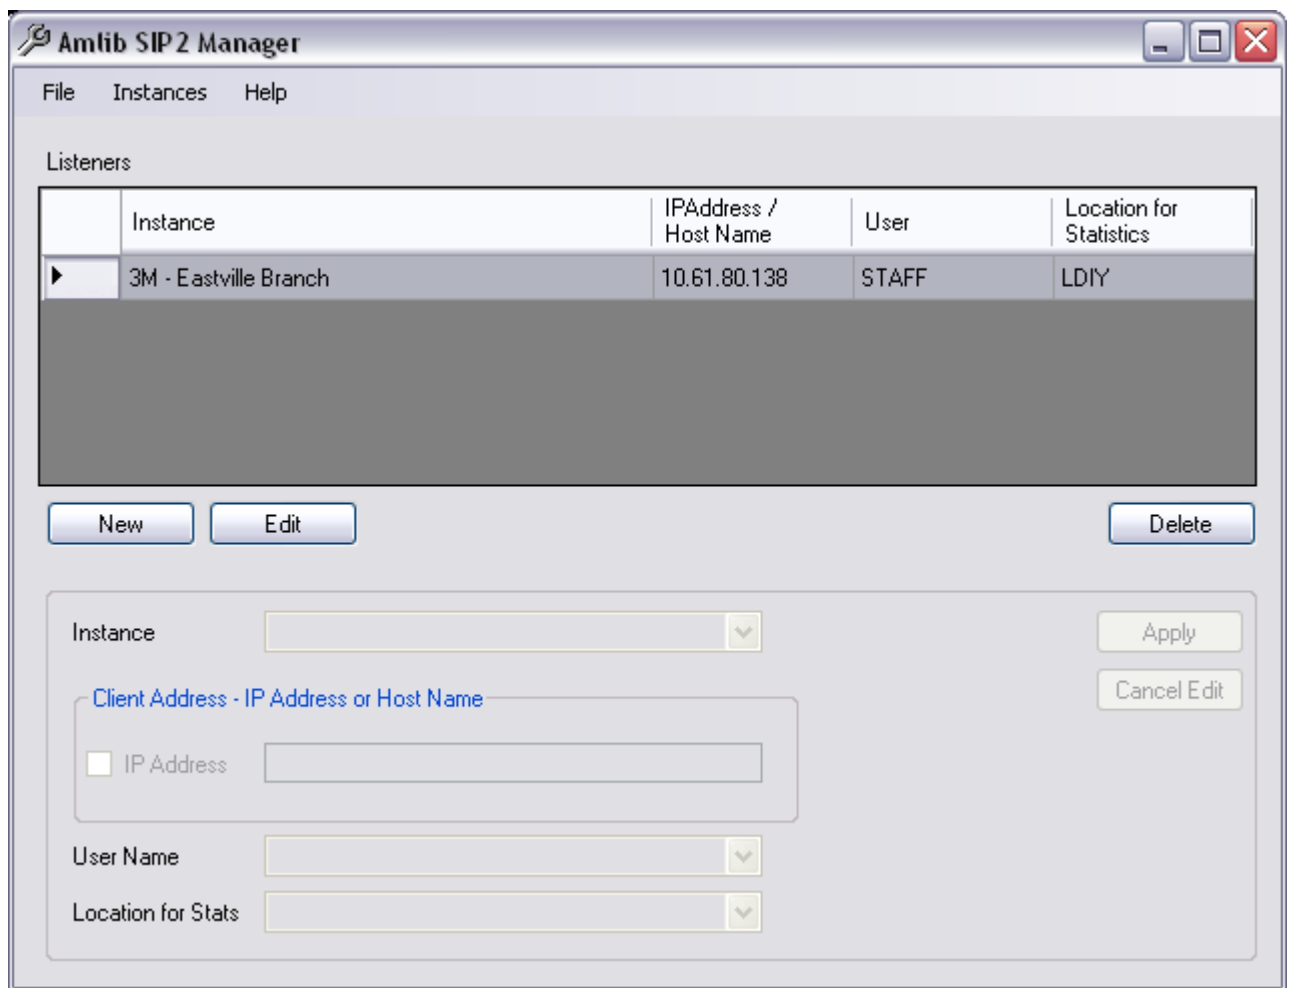 Amlib SIP2 Manager
File Instances Help
Listeners
Instance IPAddress / Host Name User Location for Statistics
3M - Eastville Branch 10.61.80.138 STAFF LDIY
New Edit Delete
Instance Apply
Client Address - IP Address or Host Name Cancel Edit
IP Address
User Name
Location for Stats